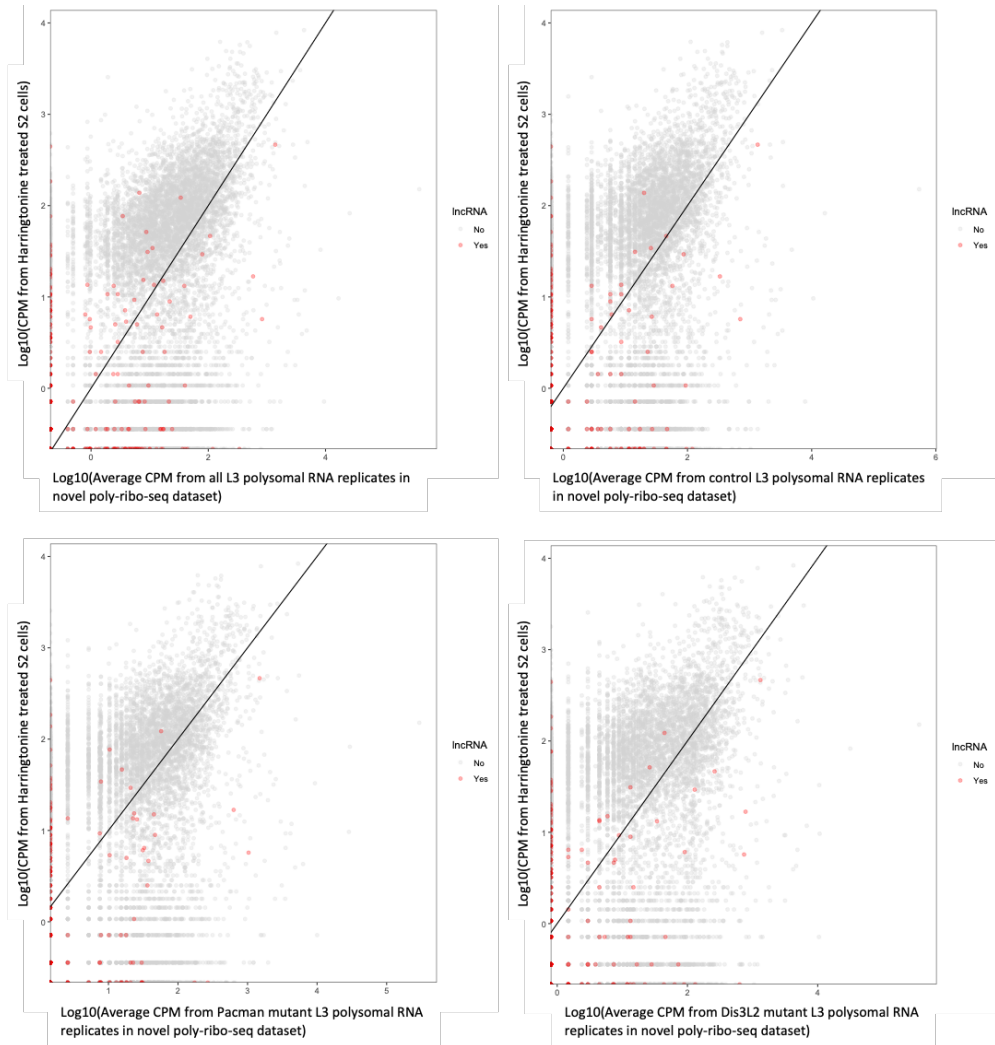 4
3
2
1
0
Log10(CPM from Harringtonine treated S2 cells)
0
2
4
Log10(Average CPM from all L3 polysomal RNA replicates in
novel poly-ribo-seq dataset)
lncRNA
No
Yes
4
3
2
1
0
Log10(CPM from Harringtonine treated S2 cells)
0
2
4
6
Log10(Average CPM from control L3 polysomal RNA replicates
in novel poly-ribo-seq dataset)
lncRNA
No
Yes
4
3
2
1
0
Log10(CPM from Harringtonine treated S2 cells)
1
2
3
4
5
Log10(Average CPM from Pacman mutant L3 polysomal RNA
replicates in novel poly-ribo-seq dataset)
lncRNA
No
Yes
4
3
2
1
0
Log10(CPM from Harringtonine treated S2 cells)
0
2
4
Log10(Average CPM from Dis3L2 mutant L3 polysomal RNA
replicates in novel poly-ribo-seq dataset)
lncRNA
No
Yes